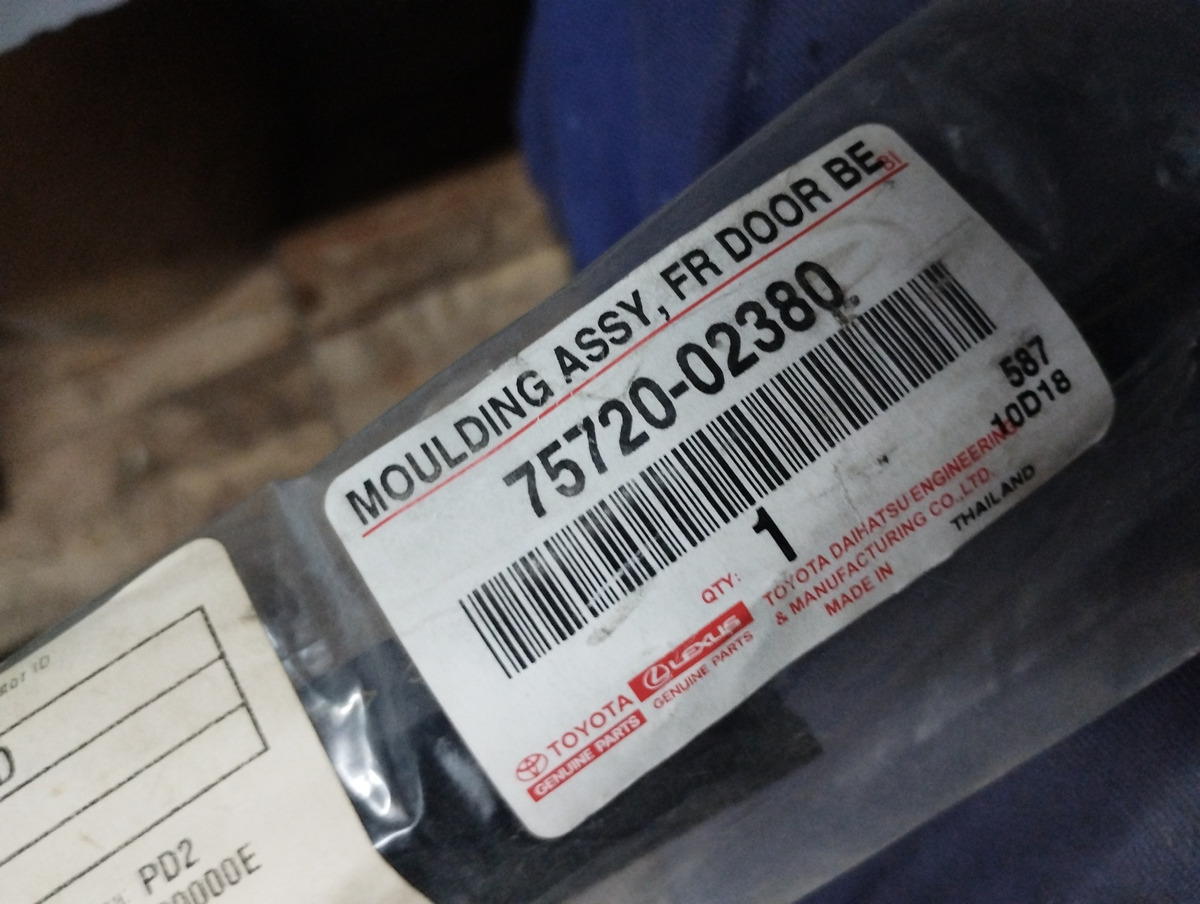 MOULDING ASSY, FR DOOR BE
75720-02380
587
10D18
QTY: 1
TOYOTA DAIHATSU ENGINEERING
& MANUFACTURING CO.,LTD.
MADE IN THAILAND
TOYOTA
GENUINE PARTS
LEXUS
GENUINE PARTS
PD2